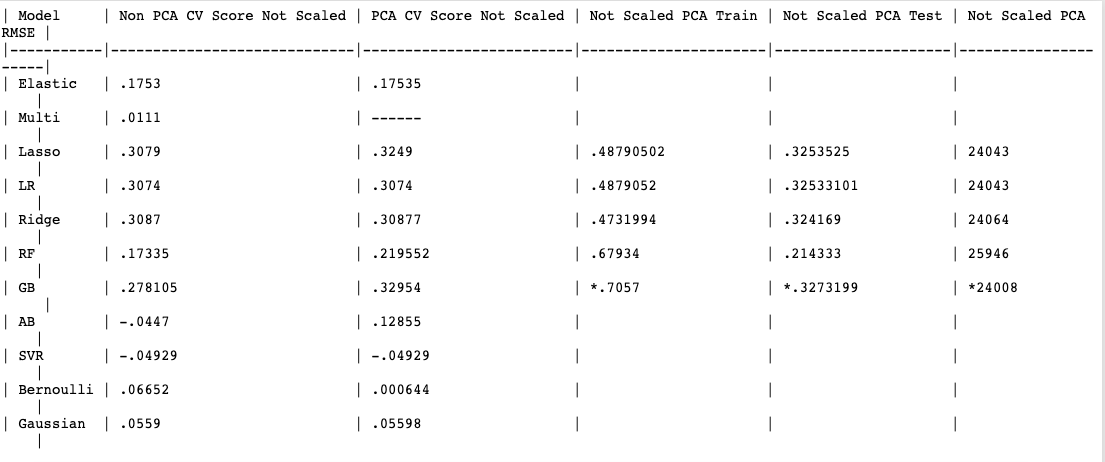 | Model     | Non PCA CV Score Not Scaled | PCA CV Score Not Scaled | Not Scaled PCA Train | Not Scaled PCA Test | Not Scaled PCA
RMSE |
|-----------|-----------------------------|-------------------------|----------------------|---------------------|----------------
-----|
| Elastic   | .1753                       | .17535                  |                      |                     |
    |
| Multi     | .0111                       | ------                  |                      |                     |
    |
| Lasso     | .3079                       | .3249                   | .48790502            | .3253525            | 24043
    |
| LR        | .3074                       | .3074                   | .4879052             | .32533101           | 24043
    |
| Ridge     | .3087                       | .30877                  | .4731994             | .324169             | 24064
    |
| RF        | .17335                      | .219552                 | .67934               | .214333             | 25946
    |
| GB        | .278105                     | .32954                  | *.7057               | *.3273199           | *24008
     |
| AB        | -.0447                      | .12855                  |                      |                     |
    |
| SVR       | -.04929                     | -.04929                 |                      |                     |
    |
| Bernoulli | .06652                      | .000644                 |                      |                     |
    |
| Gaussian  | .0559                       | .05598                  |                      |                     |
    |